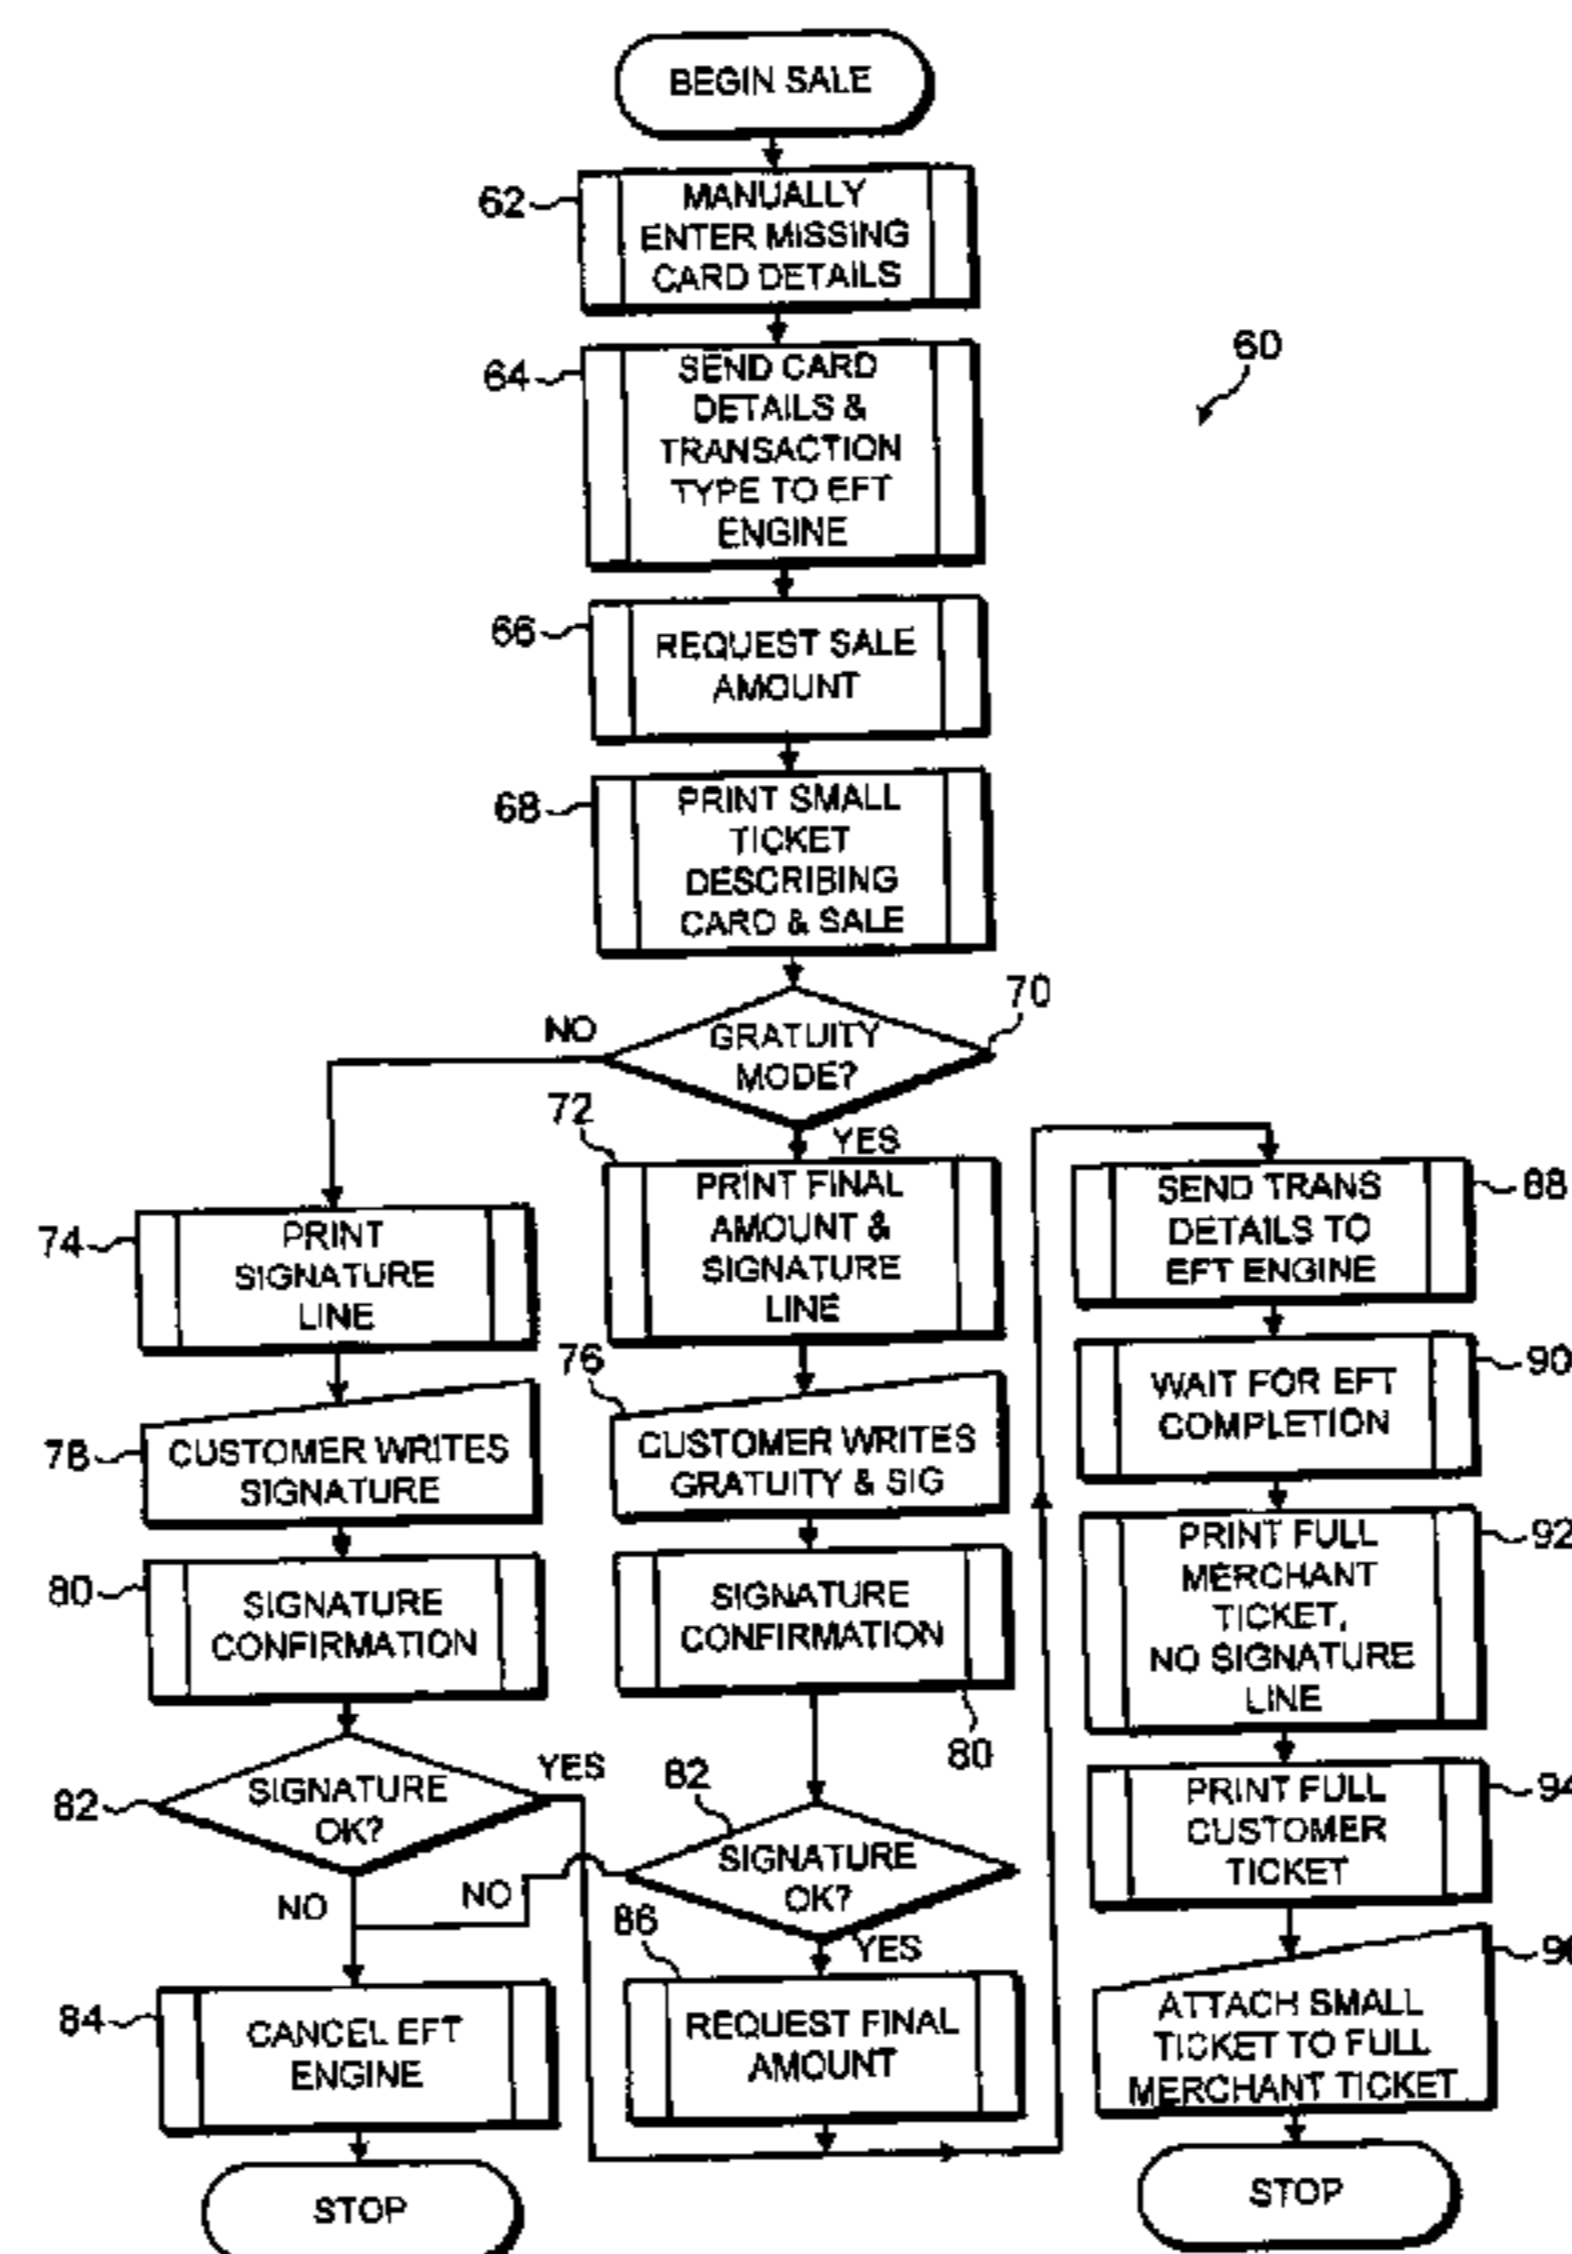 BEGIN SALE
62
MANUALLY
ENTER MISSING
CARD DETAILS
60
64
SEND CARD
DETAILS &
TRANSACTION
TYPE TO EFT
ENGINE
66
REQUEST SALE
AMOUNT
68
PRINT SMALL
TICKET
DESCRIBING
CARD & SALE
70
NO
GRATUITY
MODE?
YES
74
PRINT
SIGNATURE
LINE
78
CUSTOMER WRITES
SIGNATURE
80
SIGNATURE
CONFIRMATION
82
SIGNATURE
OK?
YES
NO
84
CANCEL EFT
ENGINE
STOP
72
PRINT FINAL
AMOUNT &
SIGNATURE
LINE
76
CUSTOMER WRITES
GRATUITY & SIG
SIGNATURE
CONFIRMATION
80
82
SIGNATURE
OK?
NO
YES
86
REQUEST FINAL
AMOUNT
88
SEND TRANS
DETAILS TO
EFT ENGINE
90
WAIT FOR EFT
COMPLETION
92
PRINT FULL
MERCHANT
TICKET,
NO SIGNATURE
LINE
94
PRINT FULL
CUSTOMER
TICKET
96
ATTACH SMALL
TICKET TO FULL
MERCHANT TICKET
STOP